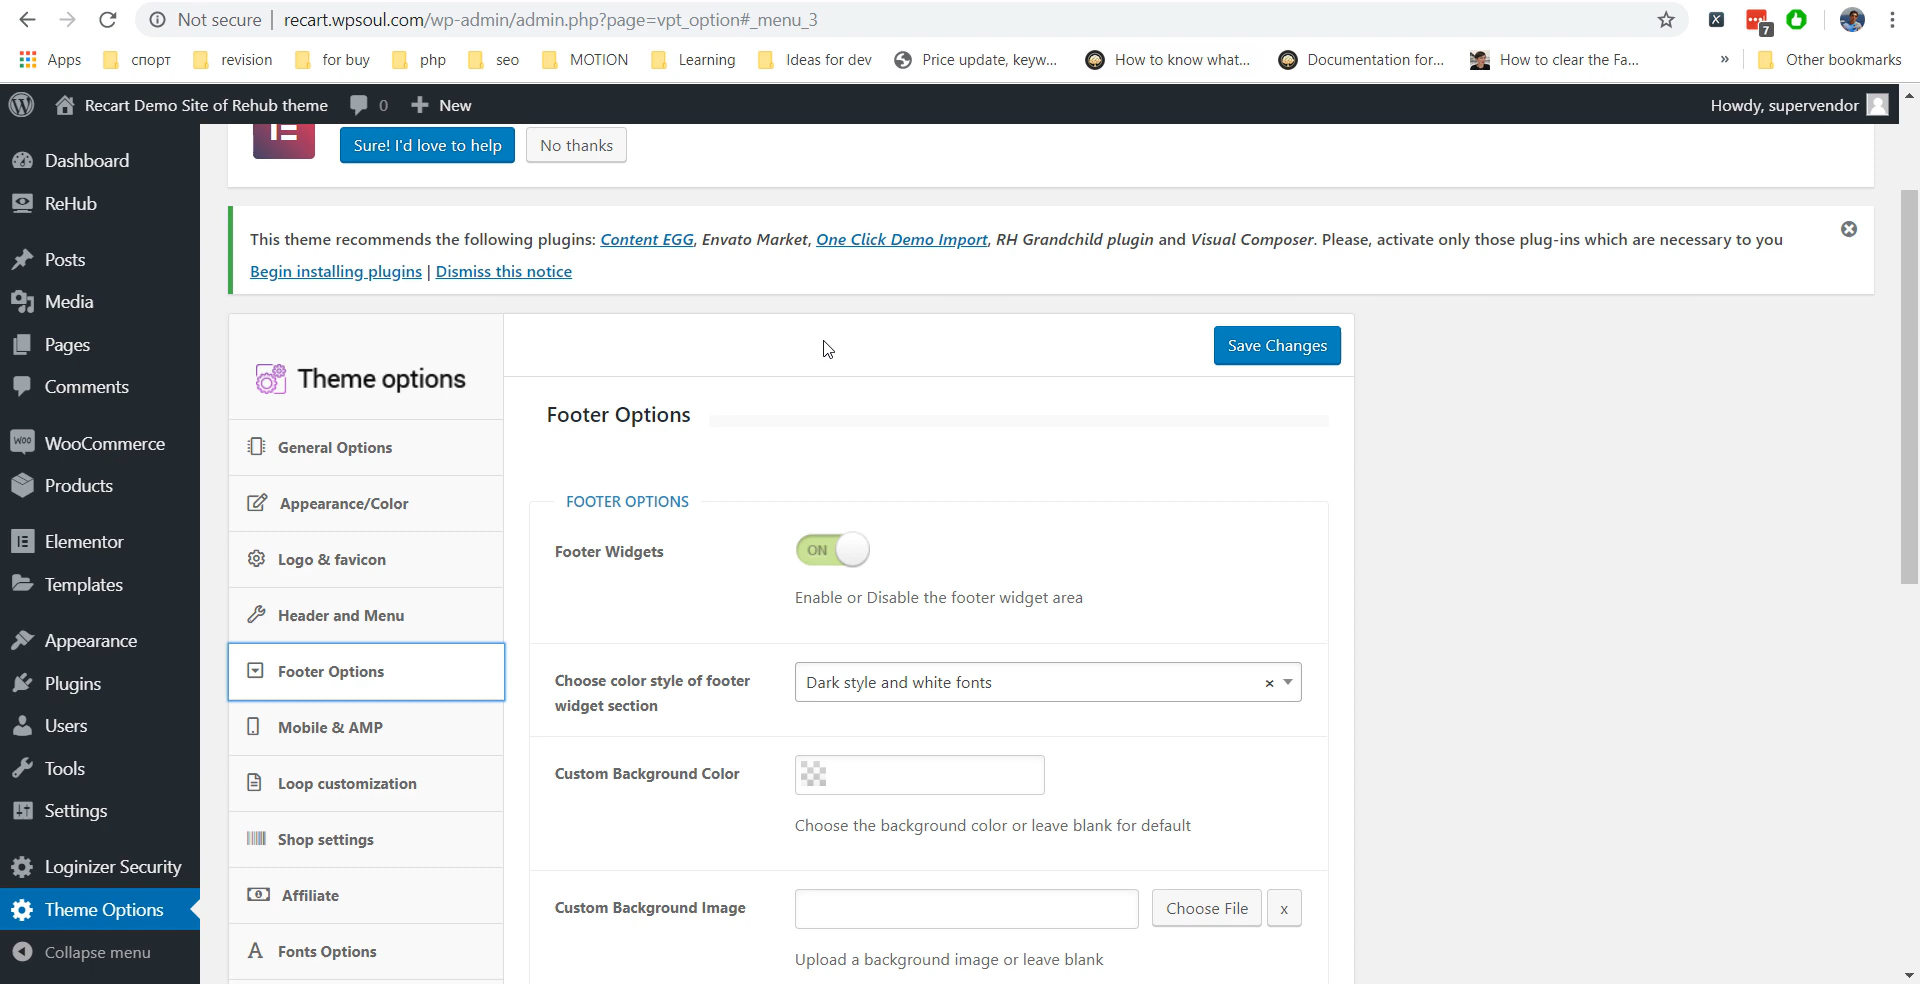 Not secure | recart.wpsoul.com/wp-admin/admin.php?page=vpt_option#_menu_3
7
Apps спорт revision for buy php seo MOTION Learning Ideas for dev Price update, keyw... How to know what... Documentation for... How to clear the Fa... » Other bookmarks
Recart Demo Site of Rehub theme 0 New Howdy, supervendor
Sure! I'd love to help No thanks
Dashboard
ReHub
Posts
Media
Pages
Comments
WooCommerce
Products
Elementor
Templates
Appearance
Plugins
Users
Tools
Settings
Loginizer Security
Theme Options
Collapse menu
This theme recommends the following plugins: Content EGG, Envato Market, One Click Demo Import, RH Grandchild plugin and Visual Composer. Please, activate only those plug-ins which are necessary to you
Begin installing plugins | Dismiss this notice
Theme options
General Options
Appearance/Color
Logo & favicon
Header and Menu
Footer Options
Mobile & AMP
Loop customization
Shop settings
Affiliate
Fonts Options
Save Changes
Footer Options
FOOTER OPTIONS
Footer Widgets ON
Enable or Disable the footer widget area
Choose color style of footer
widget section
Dark style and white fonts ×
Custom Background Color
Choose the background color or leave blank for default
Custom Background Image Choose File x
Upload a background image or leave blank